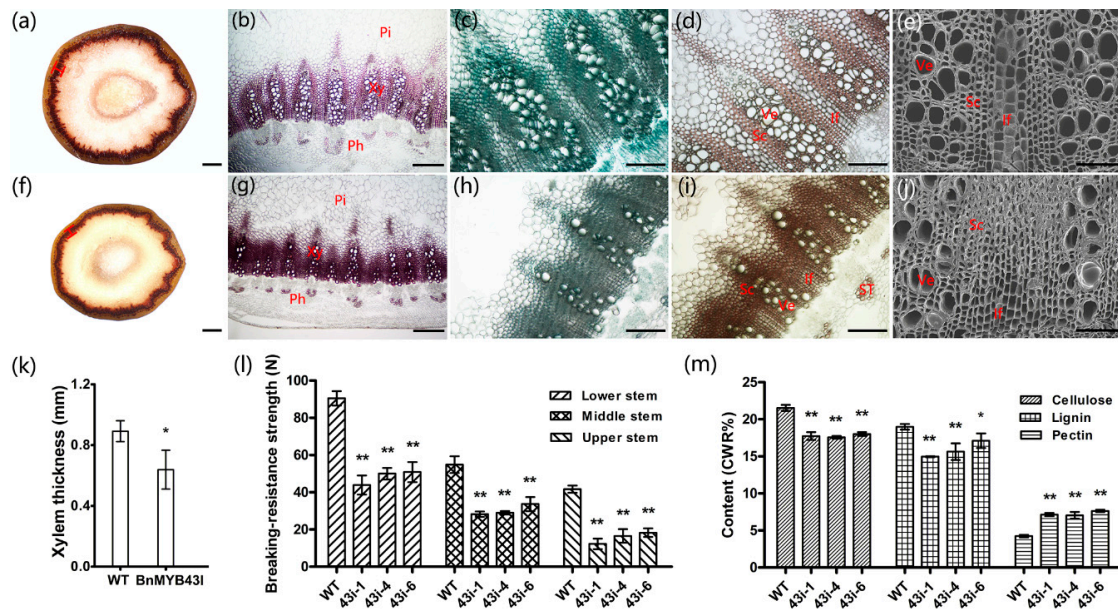 (a)
(b)
Pi
Xy
Ph
(c)
(d)
Ve
Sc
If
(e)
Ve
Sc
If
(f)
(g)
Pi
Xy
Ph
(h)
(i)
Sc
Ve
If
ST
(j)
Sc
Ve
If
(k)
Xylem thickness (mm)
1.2
0.8
0.4
0.0
*
WT BnMYB43I
(l)
Breaking-resistance strength (N)
100
80
60
40
20
0
Lower stem
Middle stem
Upper stem
** ** **
** ** **
** ** **
WT 43i-1 43i-4 43i-6 WT 43i-1 43i-4 43i-6 WT 43i-1 43i-4 43i-6
(m)
Content (CWR%)
25
20
15
10
5
0
Cellulose
Lignin
Pectin
** ** **
** ** *
** ** **
WT 43i-1 43i-4 43i-6 WT 43i-1 43i-4 43i-6 WT 43i-1 43i-4 43i-6